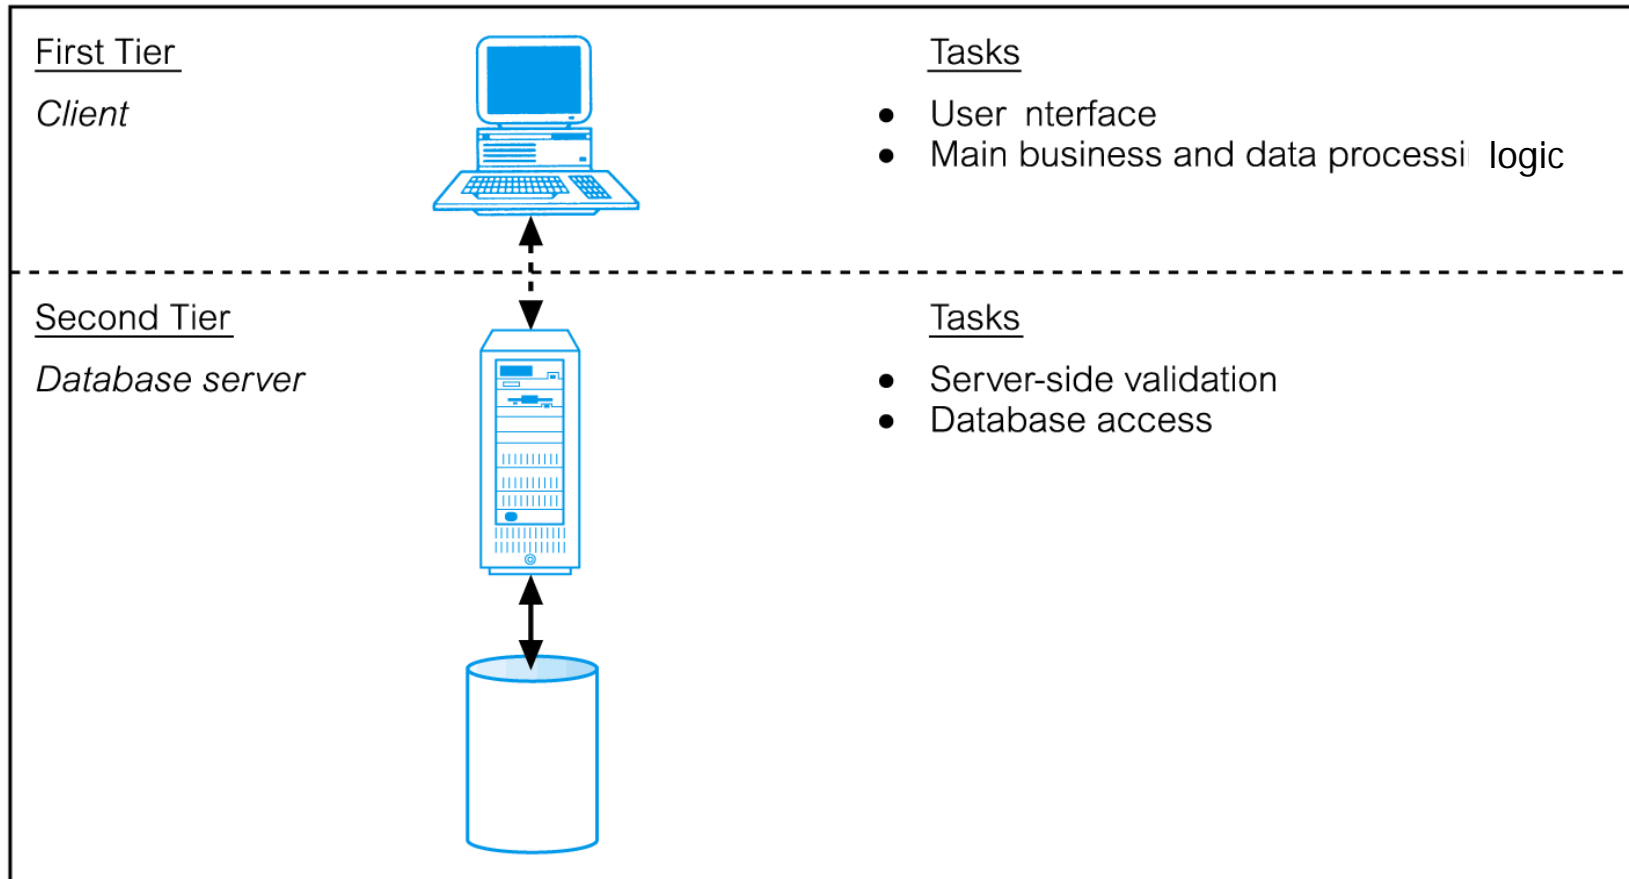 First Tier
Tasks
Client
● User nterface
● Main business and data processi logic
Second Tier
Tasks
Database server
● Server-side validation
● Database access